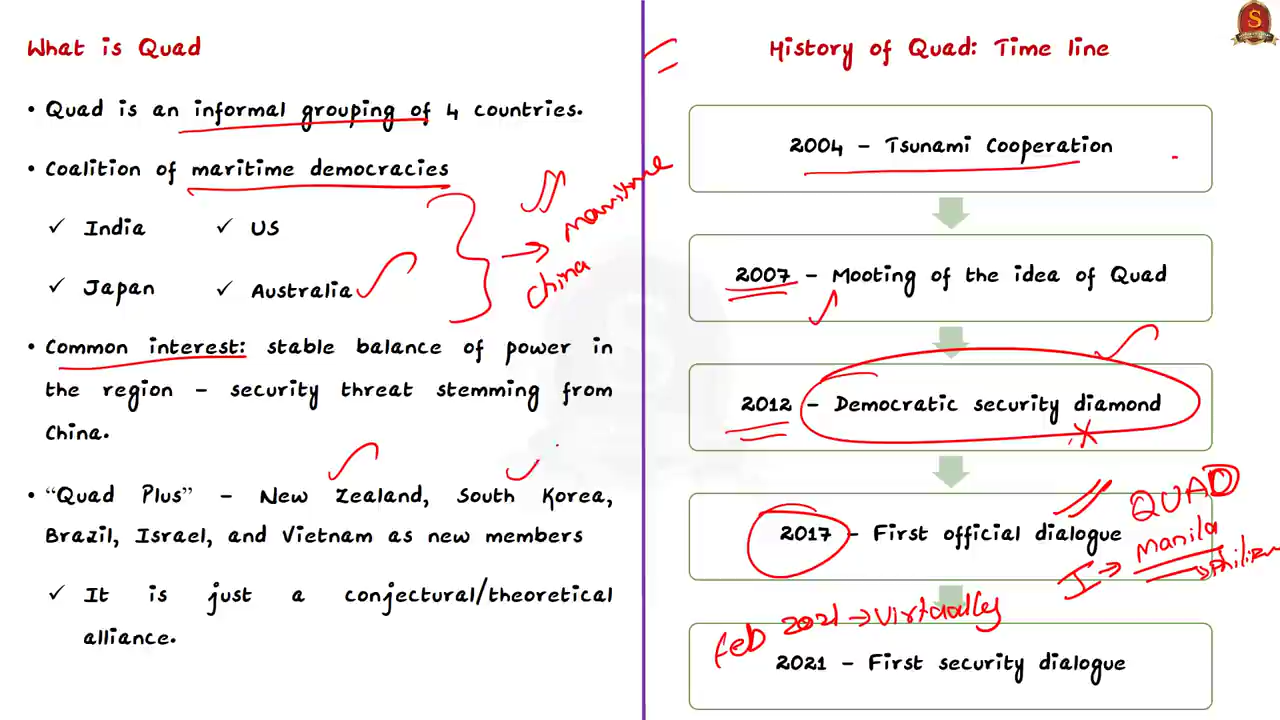 What is Quad
• Quad is an informal grouping of 4 countries.
• Coalition of maritime democracies
✓ India ✓ US
✓ Japan ✓ Australia
→ maritime
China
• Common interest: stable balance of power in
the region – security threat stemming from
China.
• “Quad Plus” – New Zealand, South Korea,
Brazil, Israel, and Vietnam as new members
✓ It is just a conjectural/theoretical
alliance.
History of Quad: Time line
2004 – Tsunami Cooperation
2007 – Mooting of the idea of Quad
2012 – Democratic security diamond
2017 – First official dialogue
QUAD
I → Manila
Feb 2021 → Virtually
2021 – First security dialogue
S